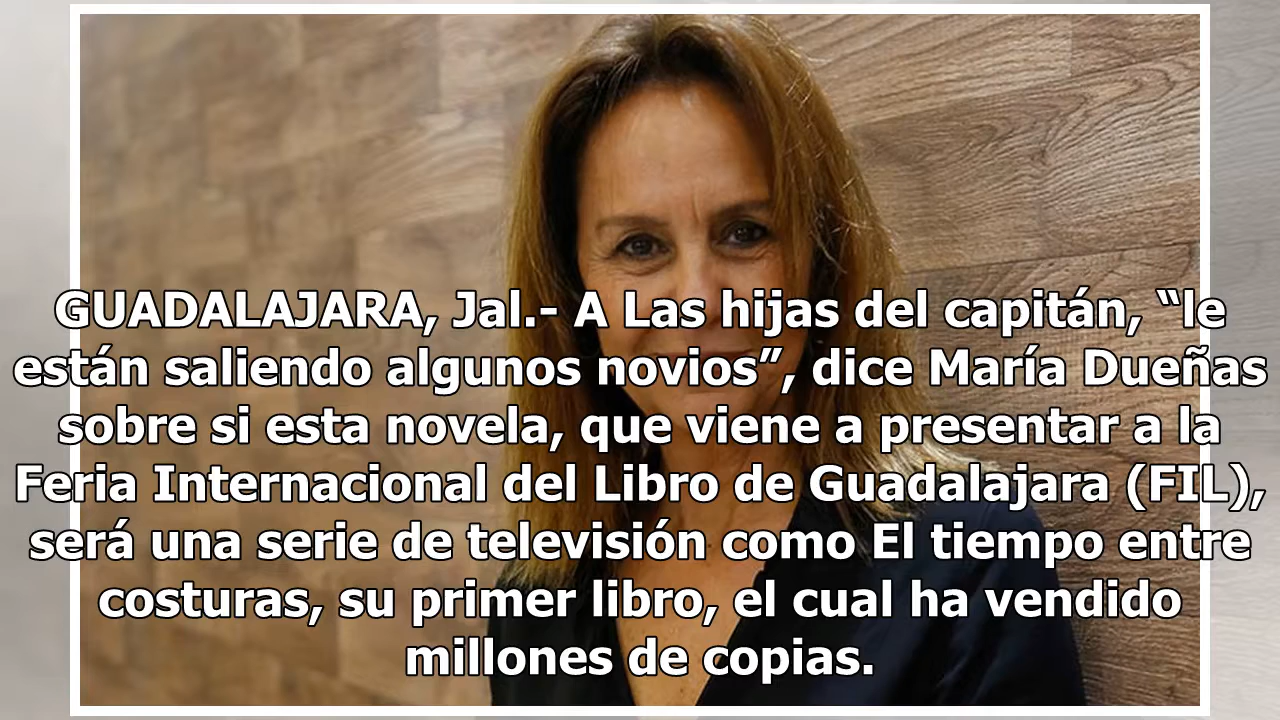 GUADALAJARA, Jal.- A Las hijas del capitán, “le
están saliendo algunos novios”, dice María Dueñas
sobre si esta novela, que viene a presentar a la
Feria Internacional del Libro de Guadalajara (FIL),
será una serie de televisión como El tiempo entre
costuras, su primer libro, el cual ha vendido
millones de copias.